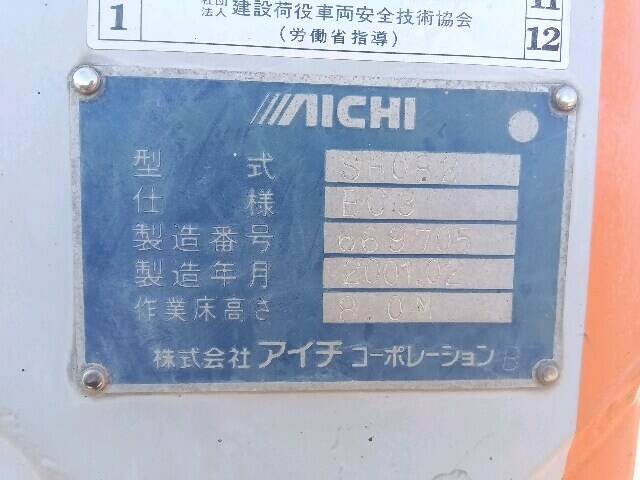 社団法人 建設荷役車両安全技術協会
(労働省指導)
1
11
12
AICHI
型式 SH09B
仕様 E03
製造番号 669705
製造年月 2001.02
作業床高さ 8.0M
株式会社 アイチ コーポレーション B